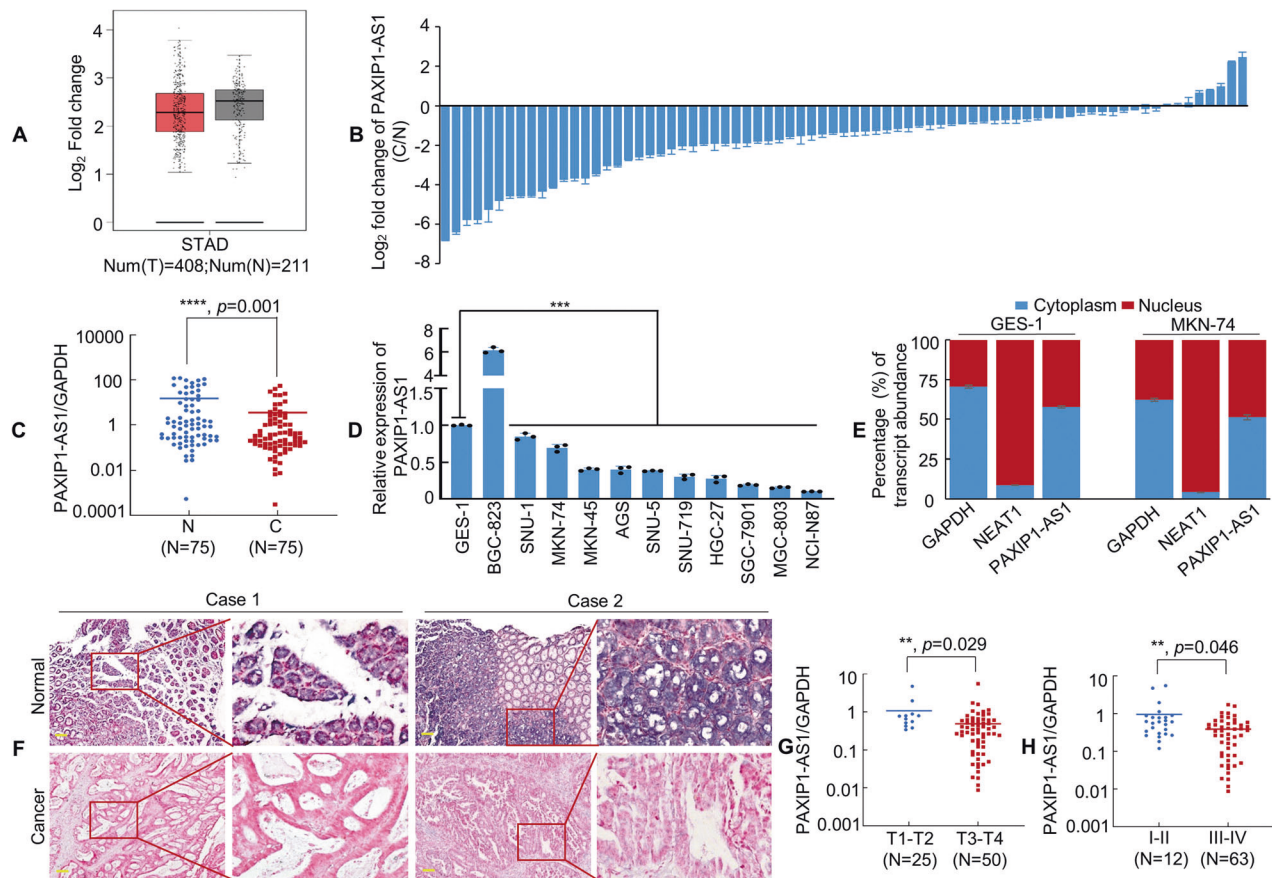 A
Log2 Fold change
4
3
2
1
0
STAD
Num(T)=408;Num(N)=211
B
Log2 fold change of PAXIP1-AS1
(C/N)
4
2
0
-2
-4
-6
-8
C
PAXIP1-AS1/GAPDH
****, p=0.001
10000
100
1
0.01
0.0001
N
C
(N=75)
(N=75)
D
Relative expression of
PAXIP1-AS1
***
8
6
4
1.5
1.0
0.5
0
GES-1
BGC-823
SNU-1
MKN-74
MKN-45
AGS
SNU-5
SNU-719
HGC-27
SGC-7901
MGC-803
NCI-N87
E
Cytoplasm
Nucleus
GES-1
MKN-74
Percentage (%) of
transcript abundance
100
75
50
25
0
GAPDH
NEAT1
PAXIP1-AS1
GAPDH
NEAT1
PAXIP1-AS1
F
Case 1
Case 2
Normal
Cancer
G
PAXIP1-AS1/GAPDH
**, p=0.029
10
1
0.1
0.01
0.001
T1-T2
T3-T4
(N=25)
(N=50)
H
PAXIP1-AS1/GAPDH
**, p=0.046
10
1
0.1
0.01
0.001
I-II
III-IV
(N=12)
(N=63)